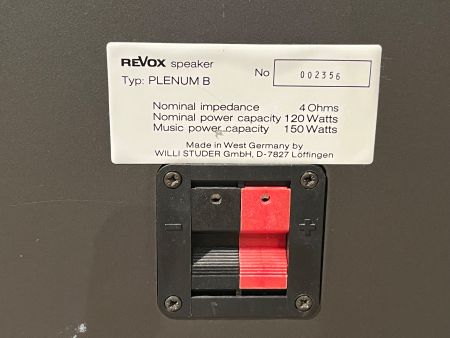 REVOX speaker
No 002356
Typ: PLENUM B
Nominal impedance 4 Ohms
Nominal power capacity 120 Watts
Music power capacity 150 Watts
Made in West Germany by
WILLI STUDER GmbH, D-7827 Löffingen
− +